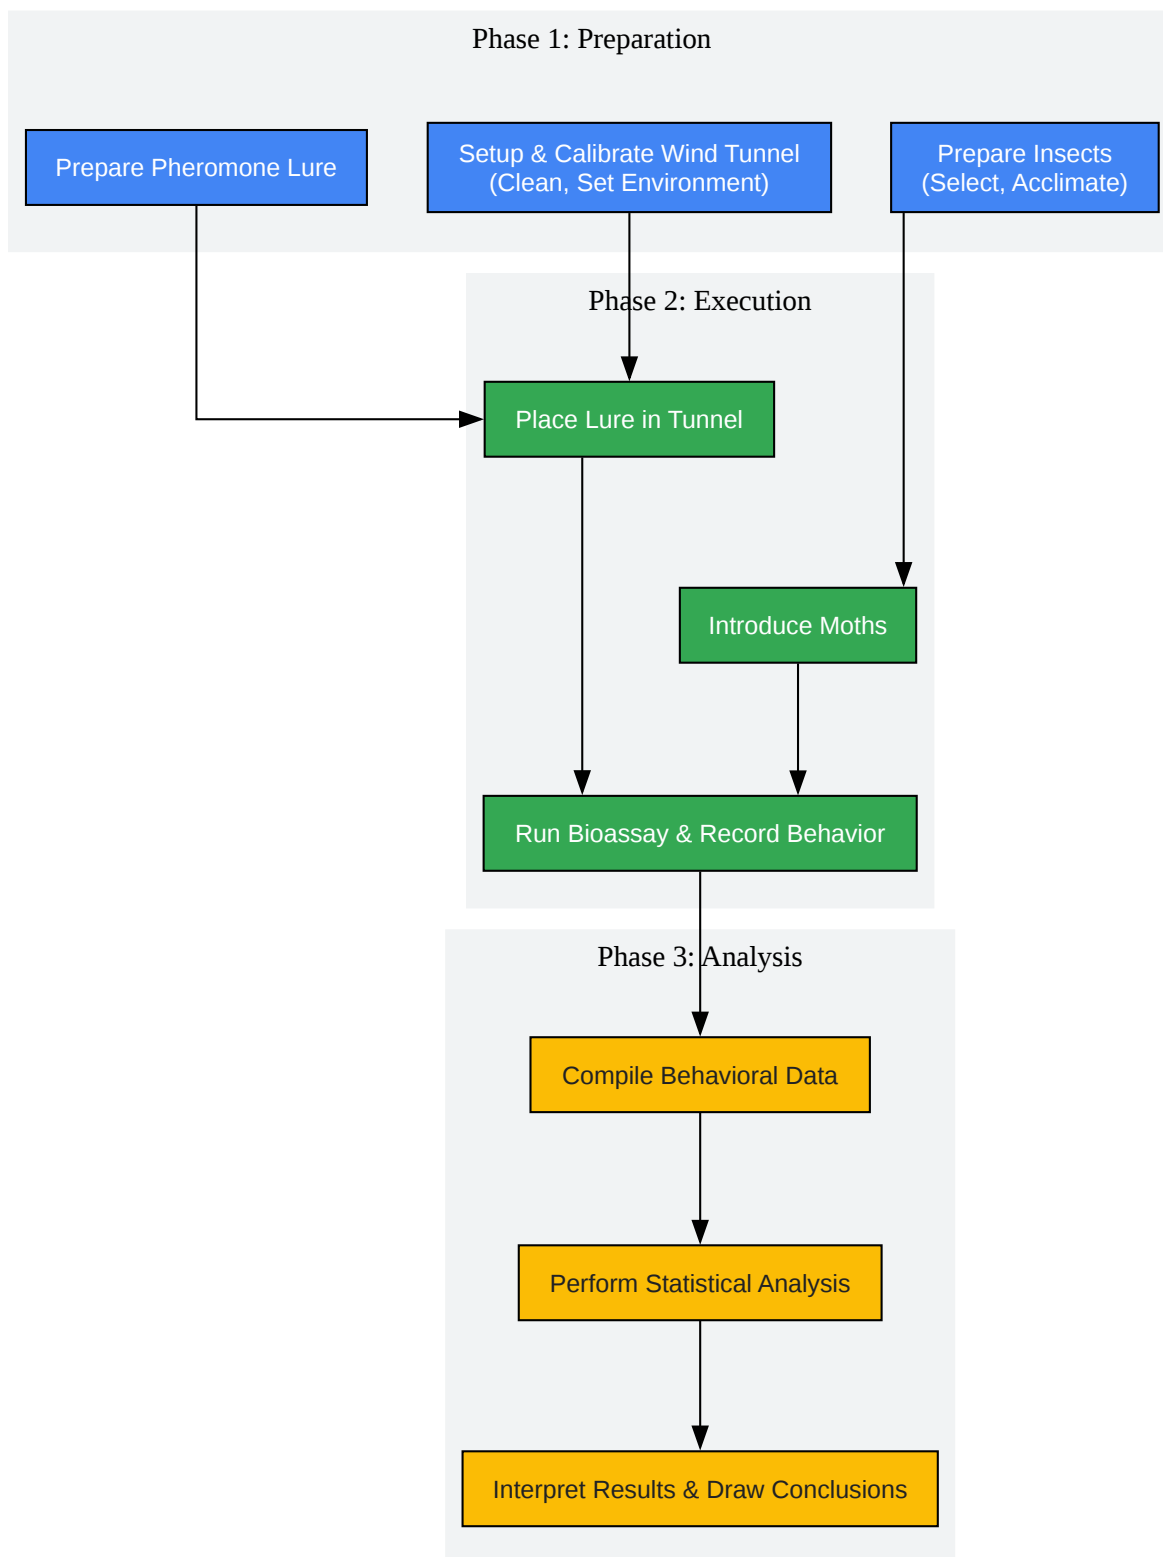 Phase 1: Preparation
Prepare Pheromone Lure
Setup & Calibrate Wind Tunnel
(Clean, Set Environment)
Prepare Insects
(Select, Acclimate)
Phase 2: Execution
Place Lure in Tunnel
Introduce Moths
Run Bioassay & Record Behavior
Phase 3: Analysis
Compile Behavioral Data
Perform Statistical Analysis
Interpret Results & Draw Conclusions